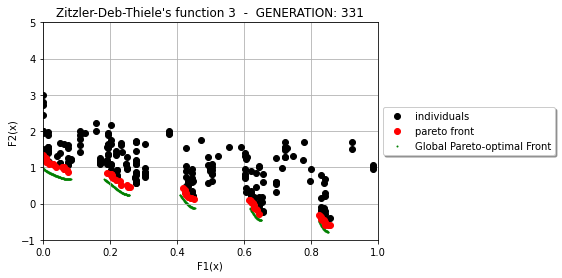 Zitzler-Deb-Thiele's function 3 - GENERATION: 331
5
4
3
2
1
0
−1
F2(x)
0.0 0.2 0.4 0.6 0.8 1.0
F1(x)
individuals
pareto front
Global Pareto-optimal Front